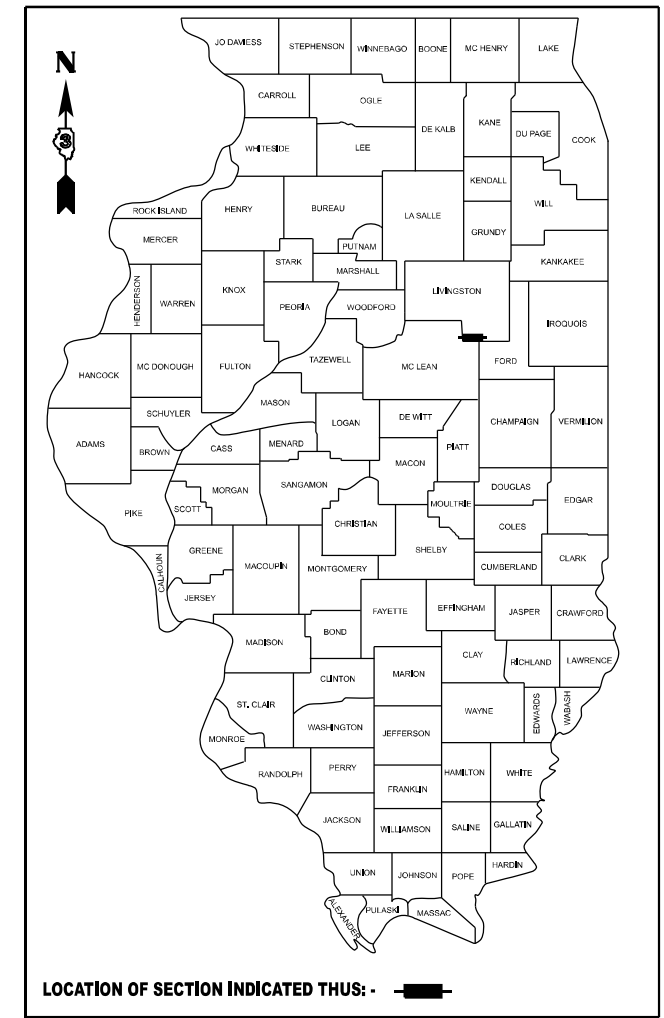 JO DAVIESS STEPHENSON WINNEBAGO BOONE MC HENRY LAKE
N
CARROLL OGLE
DE KALB KANE DU PAGE COOK
3
WHITESIDE LEE
KENDALL
ROCK ISLAND HENRY BUREAU LA SALLE WILL
GRUNDY
MERCER PUTNAM
STARK MARSHALL KANKAKEE
HENDERSON WARREN KNOX PEORIA WOODFORD LIVINGSTON
IROQUOIS
HANCOCK MC DONOUGH FULTON TAZEWELL MC LEAN FORD
MASON
SCHUYLER LOGAN DE WITT CHAMPAIGN VERMILION
ADAMS BROWN CASS MENARD PIATT
MACON
MORGAN SANGAMON DOUGLAS
PIKE SCOTT MOULTRIE EDGAR
CHRISTIAN COLES
GREENE SHELBY
CALHOUN MACOUPIN MONTGOMERY CUMBERLAND CLARK
JERSEY
FAYETTE EFFINGHAM JASPER CRAWFORD
MADISON BOND
CLAY RICHLAND LAWRENCE
CLINTON MARION
ST. CLAIR WAYNE EDWARDS WABASH
WASHINGTON JEFFERSON
MONROE
RANDOLPH PERRY HAMILTON WHITE
FRANKLIN
JACKSON WILLIAMSON SALINE GALLATIN
UNION JOHNSON POPE HARDIN
ALEXANDER PULASKI MASSAC
LOCATION OF SECTION INDICATED THUS: -